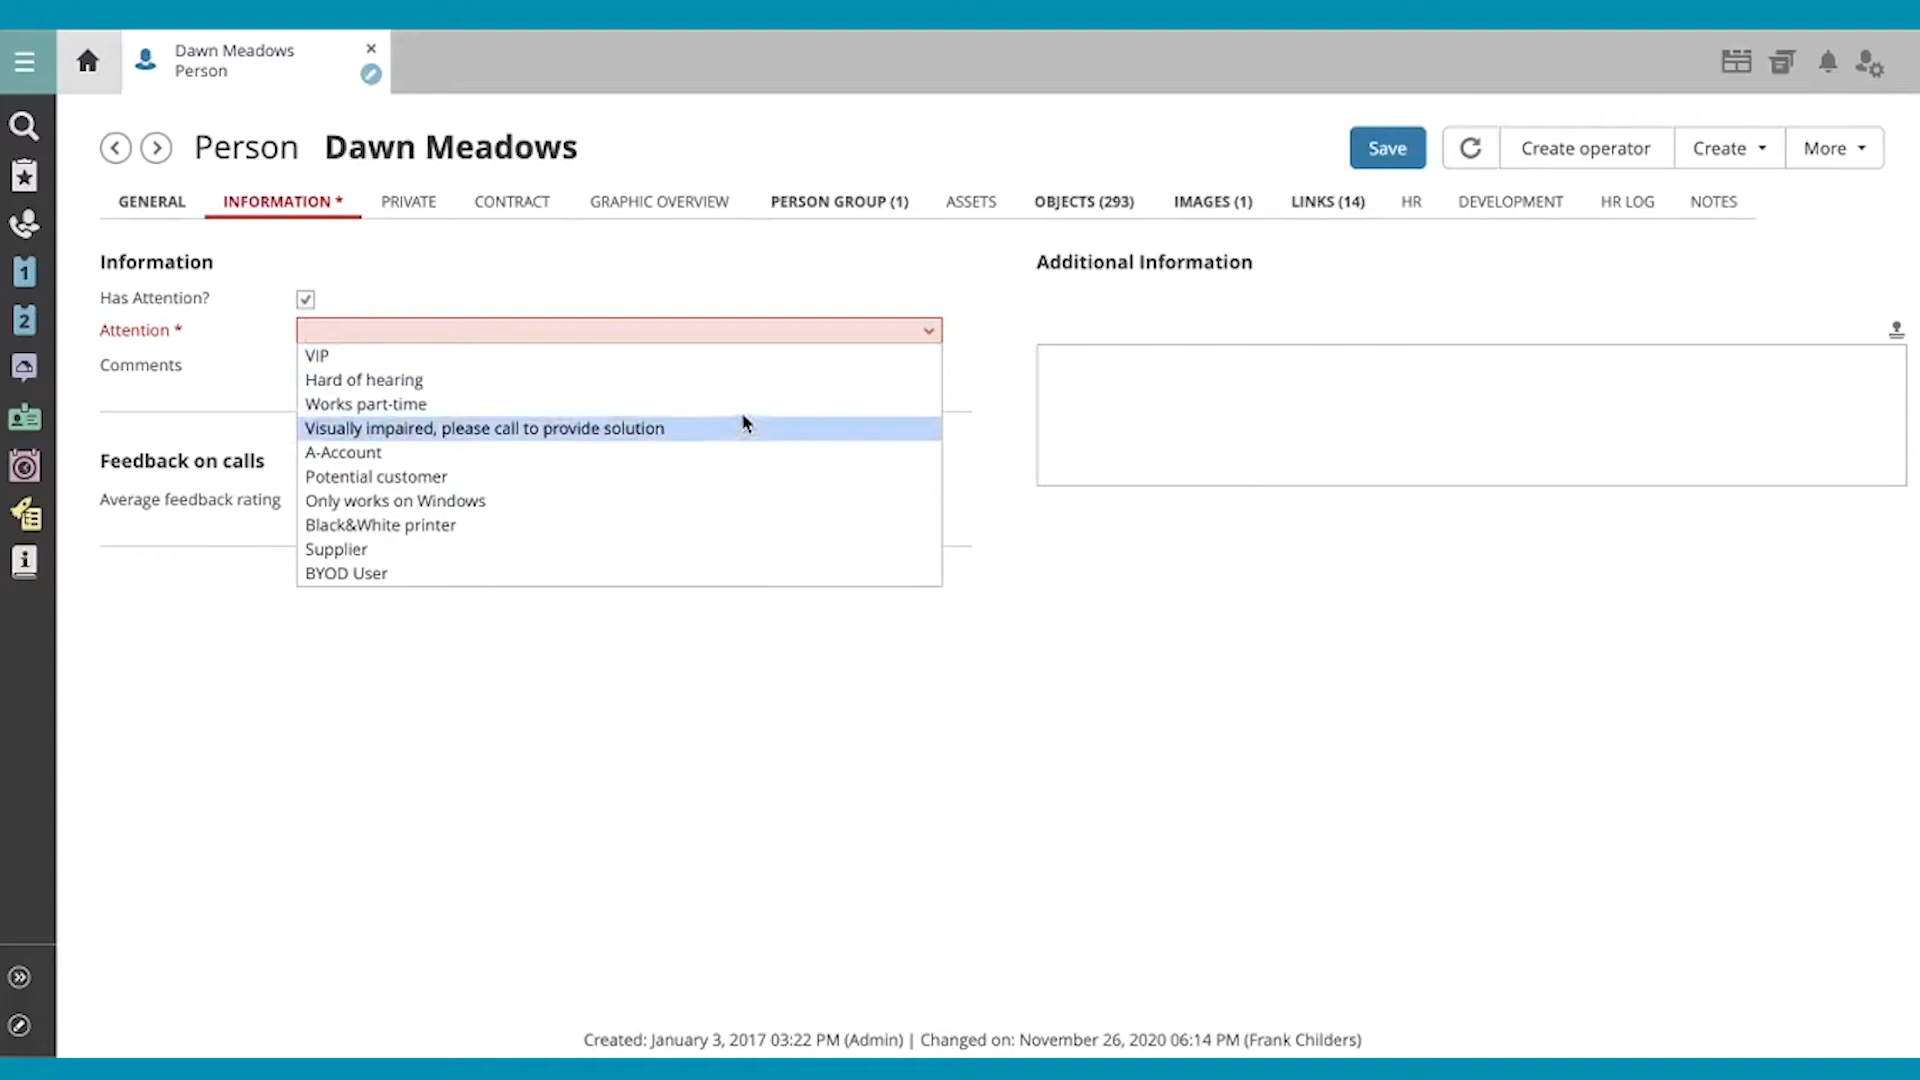 Dawn Meadows
Person
Person Dawn Meadows
Save
Create operator
Create
More
GENERAL
INFORMATION *
PRIVATE
CONTRACT
GRAPHIC OVERVIEW
PERSON GROUP (1)
ASSETS
OBJECTS (293)
IMAGES (1)
LINKS (14)
HR
DEVELOPMENT
HR LOG
NOTES
1
2
Information
Has Attention?
Attention *
Comments
VIP
Hard of hearing
Works part-time
Visually impaired, please call to provide solution
A-Account
Potential customer
Only works on Windows
Black&White printer
Supplier
BYOD User
Feedback on calls
Average feedback rating
Additional Information
Created: January 3, 2017 03:22 PM (Admin) | Changed on: November 26, 2020 06:14 PM (Frank Childers)